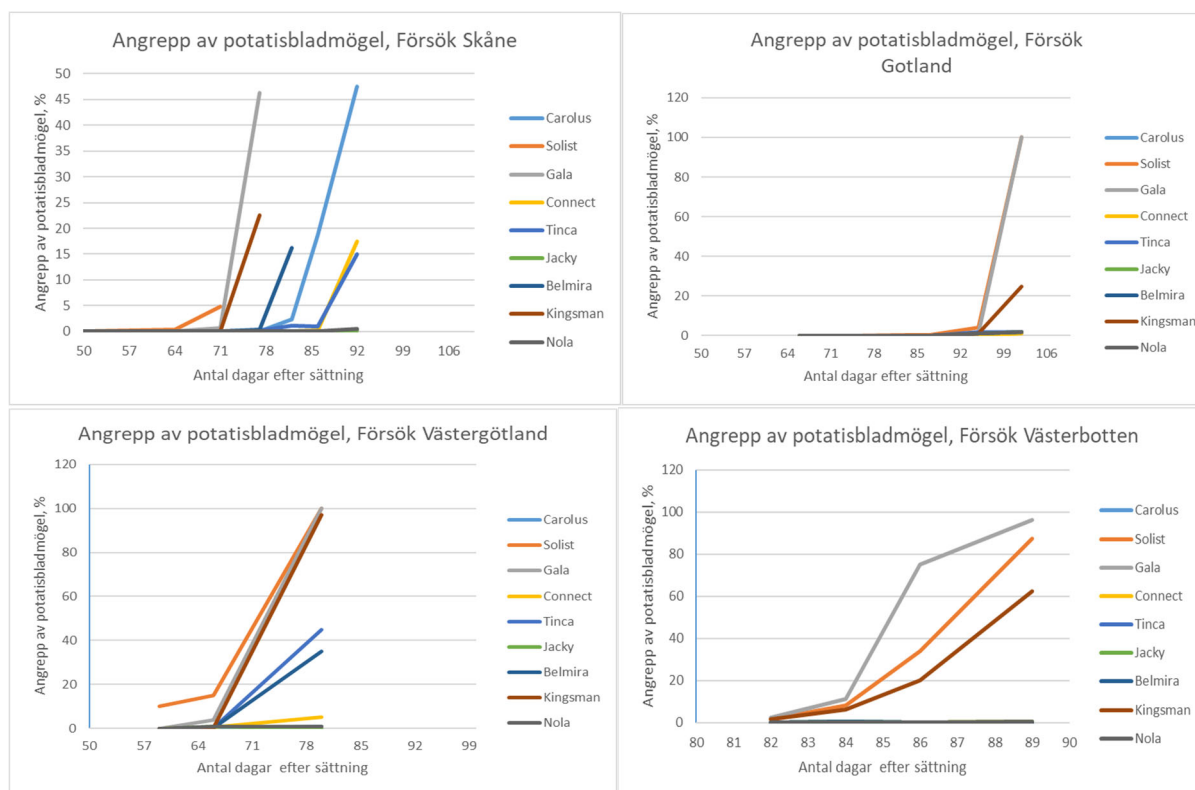 Angrepp av potatisbladmögel, Försök Skåne
Angrepp av potatisbladmögel, %
50
45
40
35
30
25
20
15
10
5
0
50 57 64 71 78 85 92 99 106
Antal dagar efter sättning
Carolus
Solist
Gala
Connect
Tinca
Jacky
Belmira
Kingsman
Nola
Angrepp av potatisbladmögel, Försök
Gotland
Angrepp av potatisbladmögel, %
120
100
80
60
40
20
0
50 57 64 71 78 85 92 99 106
Antal dagar efter sättning
Carolus
Solist
Gala
Connect
Tinca
Jacky
Belmira
Kingsman
Nola
Angrepp av potatisbladmögel, Försök Västergötland
Angrepp av potatisbladmögel, %
120
100
80
60
40
20
0
50 57 64 71 78 85 92 99
Antal dagar efter sättning
Carolus
Solist
Gala
Connect
Tinca
Jacky
Belmira
Kingsman
Nola
Angrepp av potatisbladmögel, Försök Västerbotten
Angrepp av potatisbladmögel, %
120
100
80
60
40
20
0
80 81 82 83 84 85 86 87 88 89 90
Antal dagar efter sättning
Carolus
Solist
Gala
Connect
Tinca
Jacky
Belmira
Kingsman
Nola